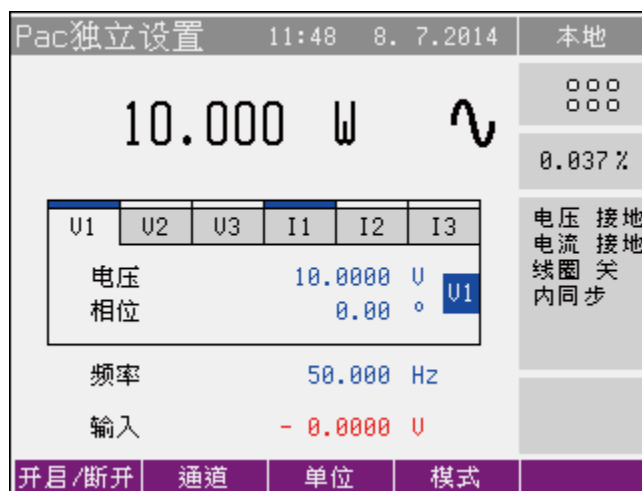 Pac独立设置 11:48 8. 7.2014 本地
10.000 W
0.037%
V1 V2 V3 I1 I2 I3
电压 10.0000 V
相位 0.00 °
V1
频率 50.000 Hz
输入 - 0.0000 V
电压 接地
电流 接地
线圈 关
内同步
开启/断开 通道 单位 模式